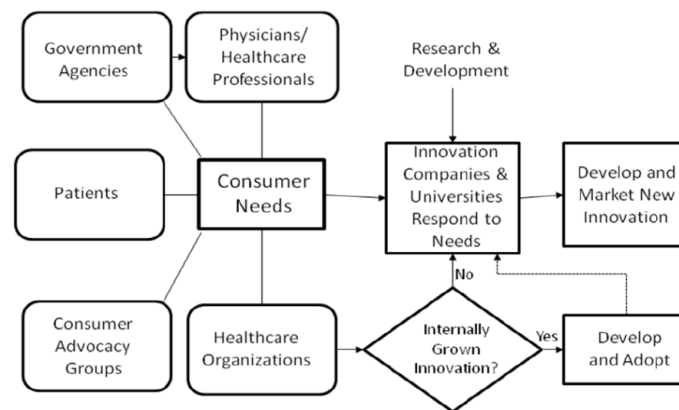 Government
Agencies
Physicians/
Healthcare
Professionals
Research &
Development
Patients
Consumer
Needs
Innovation
Companies &
Universities
Respond to
Needs
Develop and
Market New
Innovation
Consumer
Advocacy
Groups
Healthcare
Organizations
No
Internally
Grown
Innovation?
Yes
Develop
and Adopt